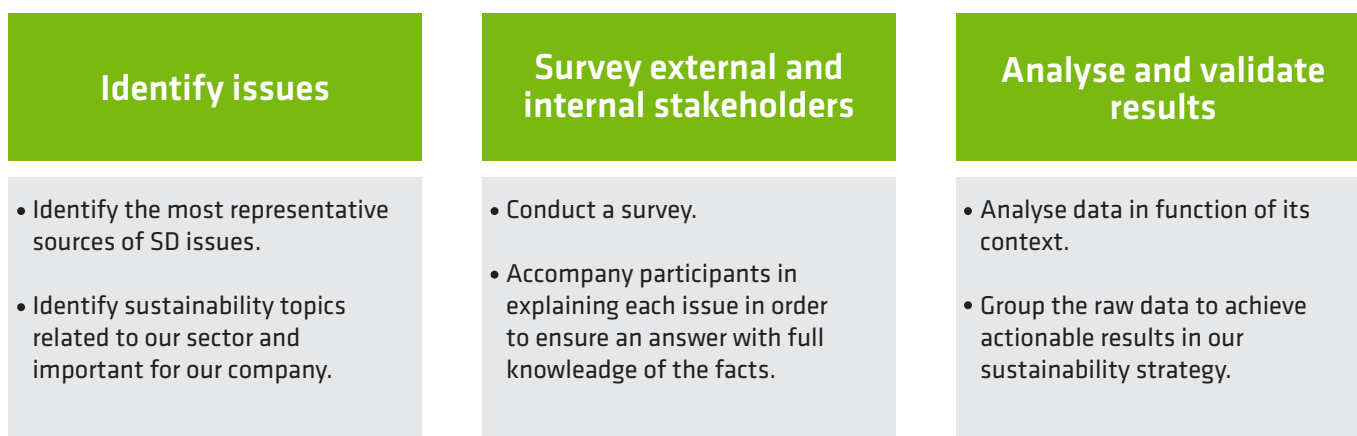 Identify issues
• Identify the most representative
sources of SD issues.
• Identify sustainability topics
related to our sector and
important for our company.
Survey external and
internal stakeholders
• Conduct a survey.
• Accompany participants in
explaining each issue in order
to ensure an answer with full
knowleadge of the facts.
Analyse and validate
results
• Analyse data in function of its
context.
• Group the raw data to achieve
actionable results in our
sustainability strategy.